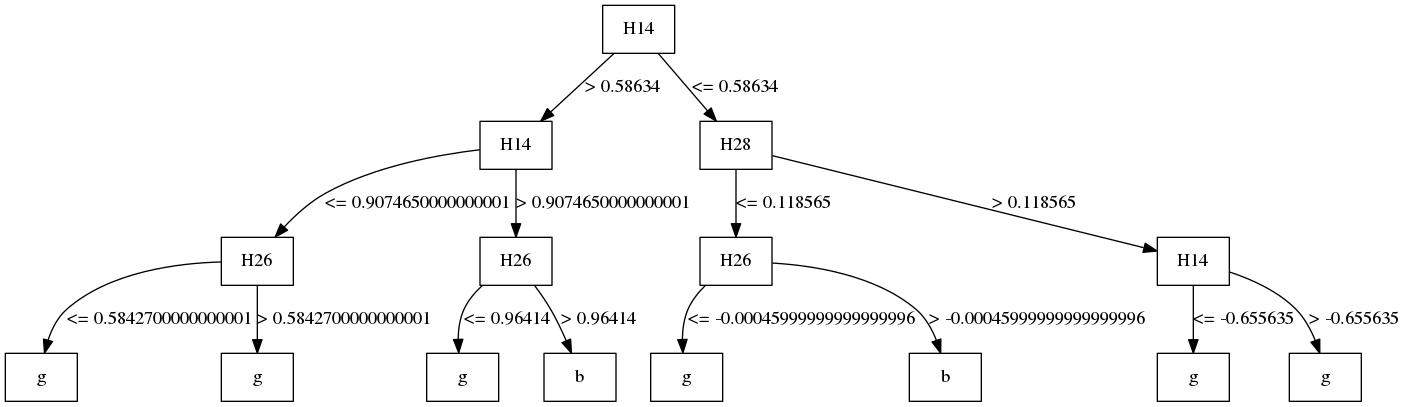 H14
> 0.58634
<= 0.58634
H14
H28
<= 0.9074650000000001
> 0.9074650000000001
<= 0.118565
> 0.118565
H26
H26
H26
H14
<= 0.5842700000000001
> 0.5842700000000001
<= 0.96414
> 0.96414
<= -0.00045999999999999996
> -0.00045999999999999996
<= -0.655635
> -0.655635
g
g
g
b
g
b
g
g